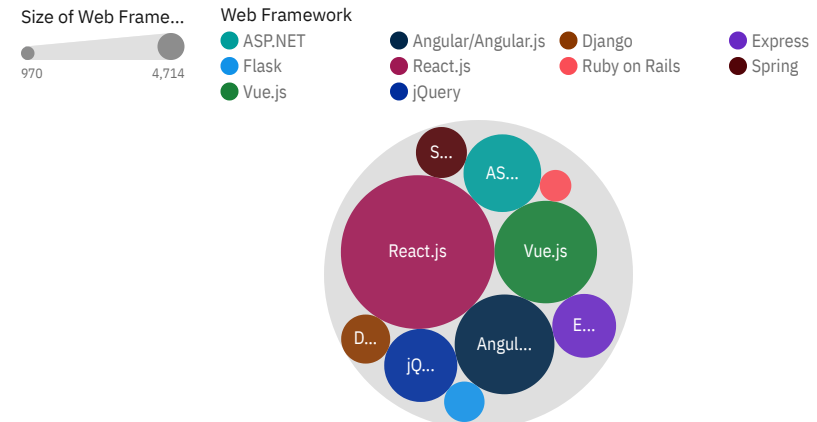 Size of Web Frame...
970 4,714
Web Framework
ASP.NET Angular/Angular.js Django Express
Flask React.js Ruby on Rails Spring
Vue.js jQuery
S...
AS...
React.js Vue.js
E...
D...
Angul...
jQ...